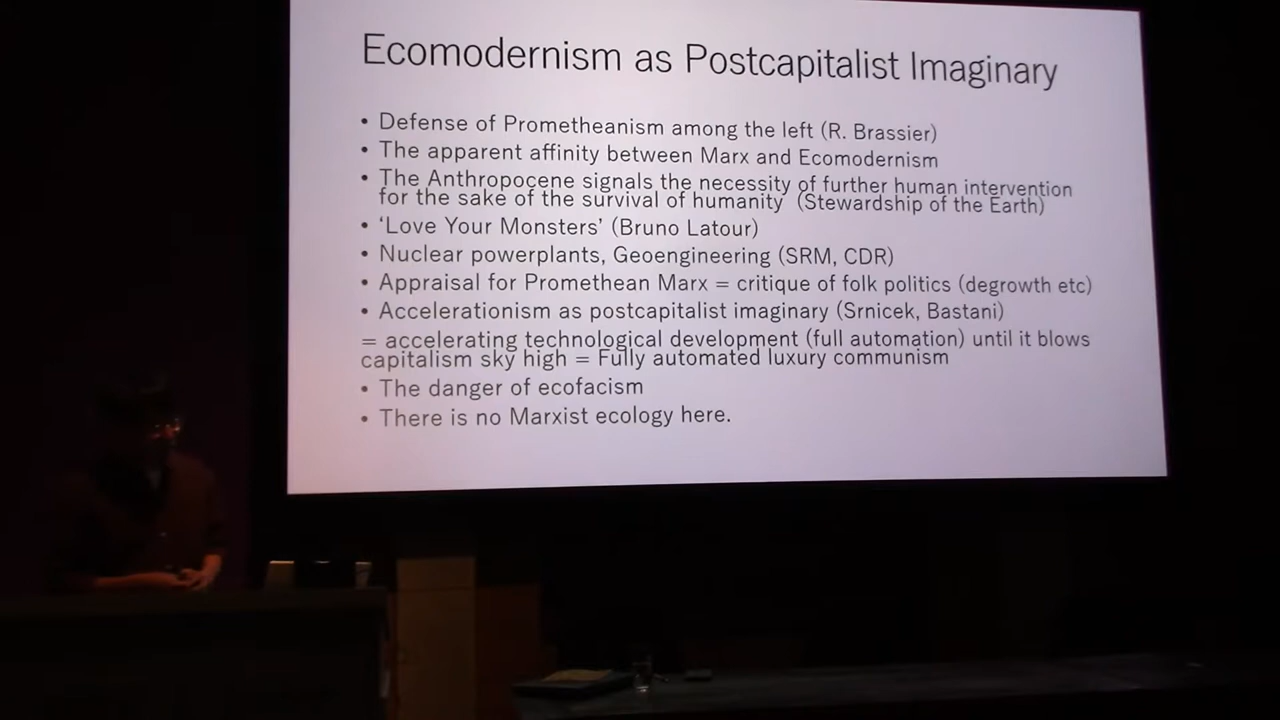 Ecomodernism as Postcapitalist Imaginary
• Defense of Prometheanism among the left (R. Brassier)
• The apparent affinity between Marx and Ecomodernism
• The Anthropocene signals the necessity of further human intervention
for the sake of the survival of humanity (Stewardship of the Earth)
• ‘Love Your Monsters’ (Bruno Latour)
• Nuclear powerplants, Geoengineering (SRM, CDR)
• Appraisal for Promethean Marx = critique of folk politics (degrowth etc)
• Accelerationism as postcapitalist imaginary (Srnicek, Bastani)
= accelerating technological development (full automation) until it blows
capitalism sky high = Fully automated luxury communism
• The danger of ecofacism
• There is no Marxist ecology here.